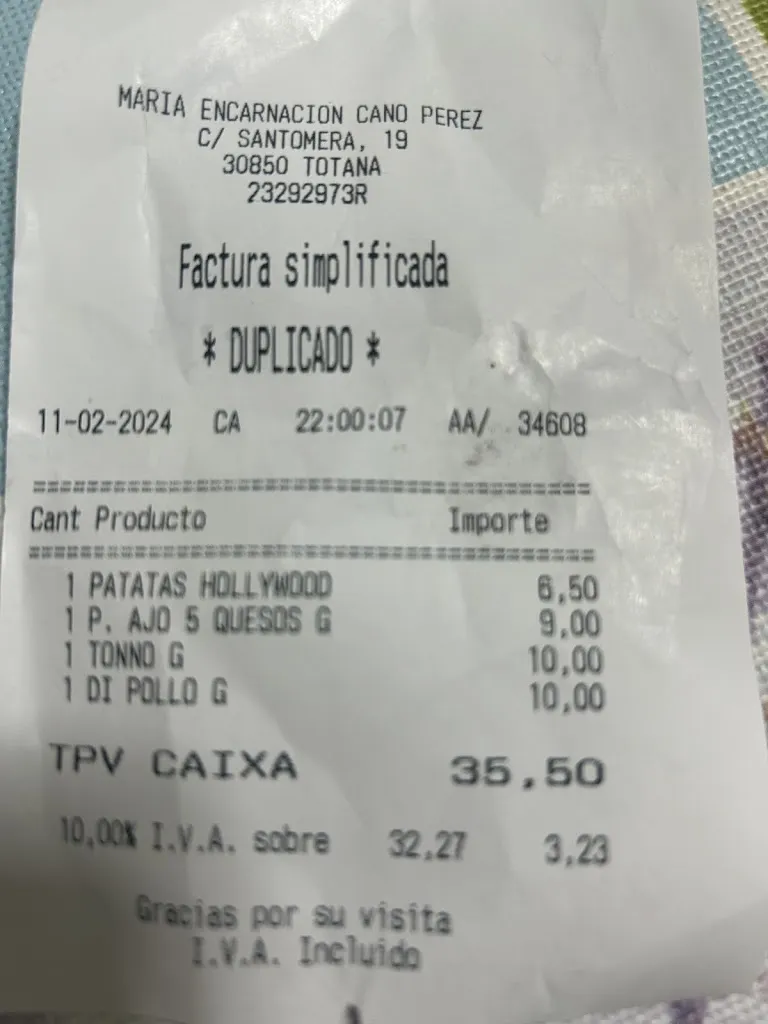 MARIA ENCARNACION CANO PEREZ
C/ SANTOMERA, 19
30850 TOTANA
23292973R
Factura simplificada
* DUPLICADO *
11-02-2024 CA 22:00:07 AA/ 34608
================================================
Cant Producto Importe
================================================
1 PATATAS HOLLYWOOD 6,50
1 P. AJO 5 QUESOS G 9,00
1 TONNO G 10,00
1 DI POLLO G 10,00
TPV CAIXA 35,50
10,00% I.V.A. sobre 32,27 3,23
Gracias por su visita
I.V.A. Incluido